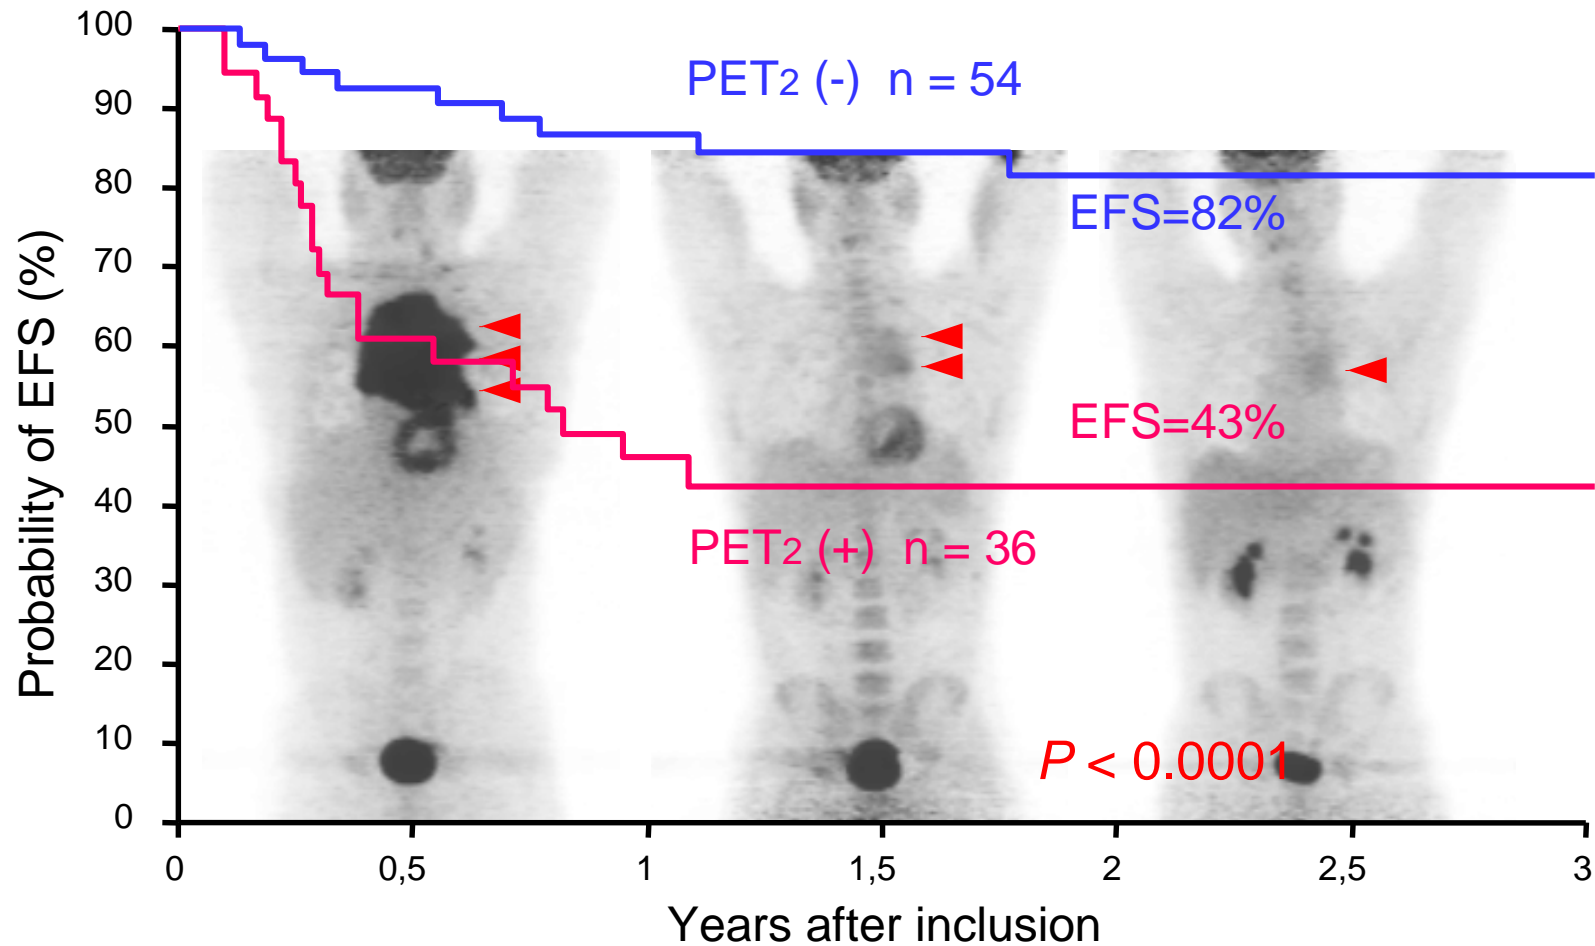 100
90
80
70
60
50
40
30
20
10
0
Probability of EFS (%)
PET2 (-) n = 54
EFS=82%
EFS=43%
PET2 (+) n = 36
P < 0.0001
0 0,5 1 1,5 2 2,5 3
Years after inclusion